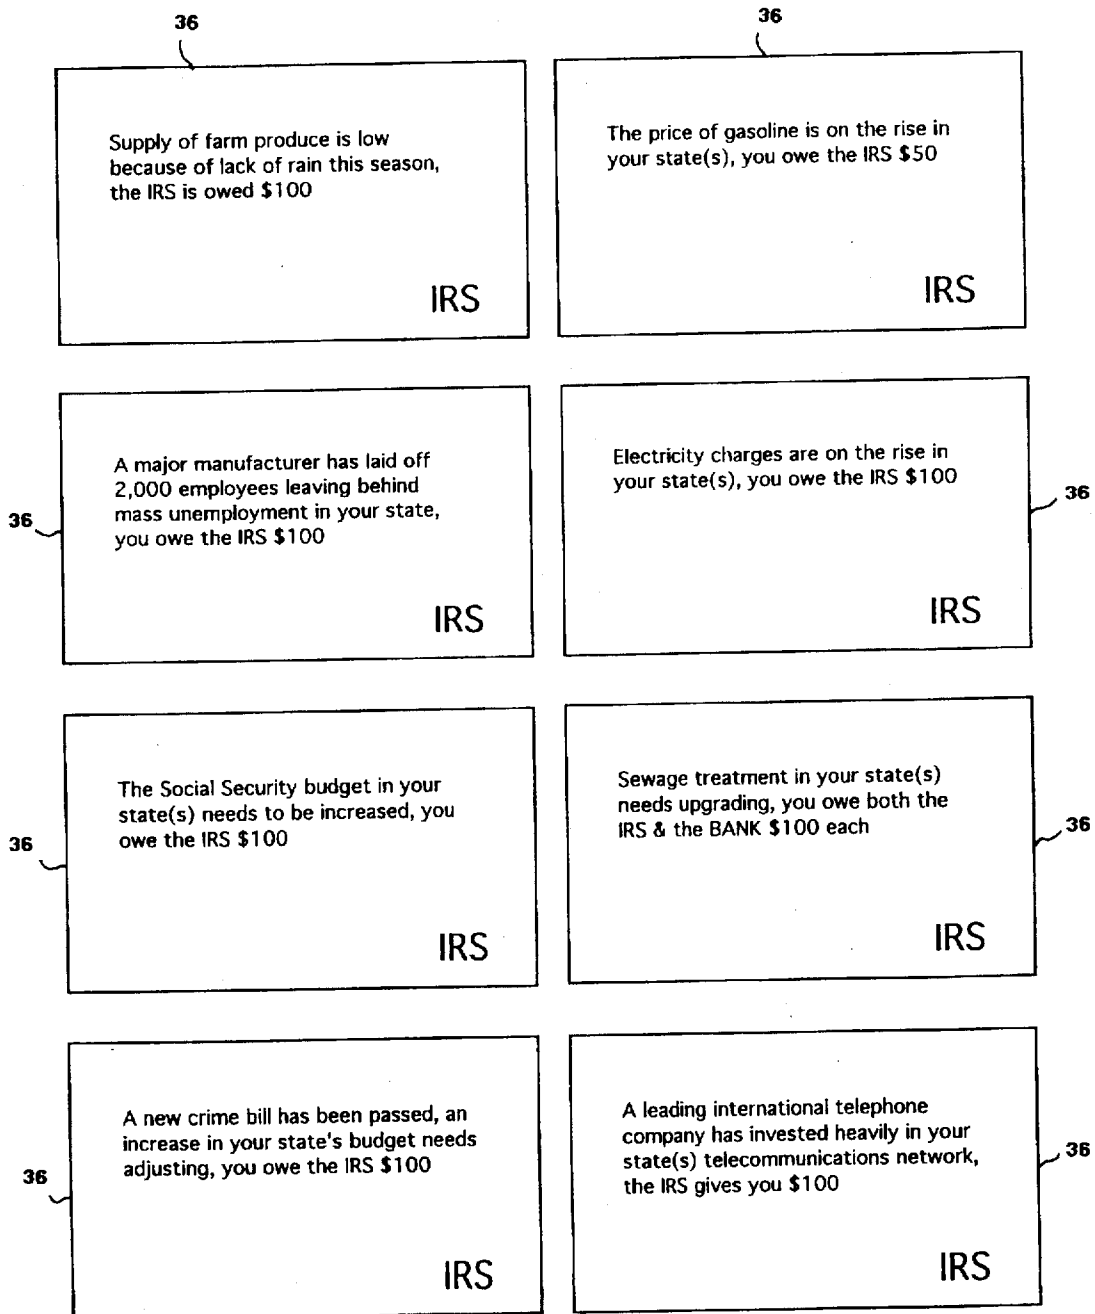 36
36
Supply of farm produce is low
because of lack of rain this season,
the IRS is owed $100
IRS
The price of gasoline is on the rise in
your state(s), you owe the IRS $50
IRS
36
A major manufacturer has laid off
2,000 employees leaving behind
mass unemployment in your state,
you owe the IRS $100
IRS
Electricity charges are on the rise in
your state(s), you owe the IRS $100
IRS
36
36
The Social Security budget in your
state(s) needs to be increased, you
owe the IRS $100
IRS
Sewage treatment in your state(s)
needs upgrading, you owe both the
IRS & the BANK $100 each
IRS
36
36
A new crime bill has been passed, an
increase in your state's budget needs
adjusting, you owe the IRS $100
IRS
A leading international telephone
company has invested heavily in your
state(s) telecommunications network,
the IRS gives you $100
IRS
36